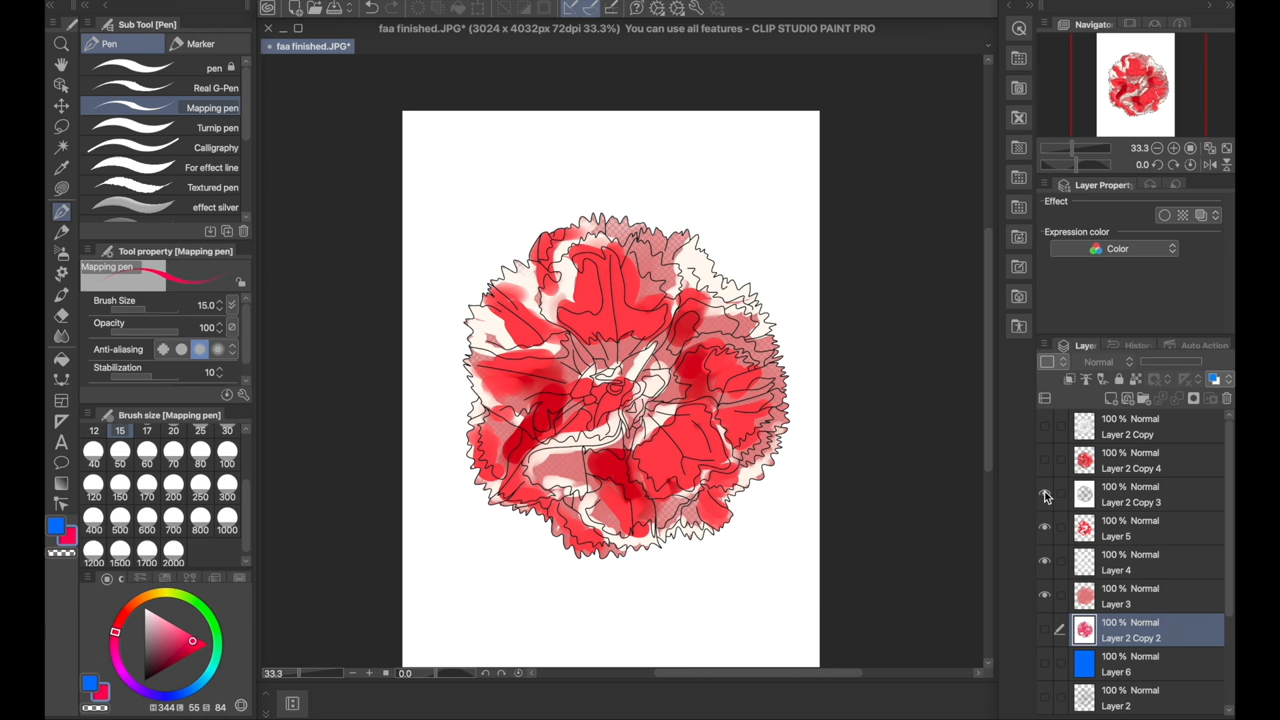 faa finished.JPG* (3024 x 4032px 72dpi 33.3%) You can use all features - CLIP STUDIO PAINT PRO
faa finished.JPG*
Sub Tool [Pen]
Pen
Marker
pen
Real G-Pen
Mapping pen
Turnip pen
Calligraphy
For effect line
Textured pen
effect silver
Tool property [Mapping pen]
Mapping pen
Brush Size 15.0
Opacity 100
Anti-aliasing
Stabilization 10
Brush size [Mapping pen]
12 15 17 20 25 30
40 50 60 70 80 100
120 150 170 200 250 300
400 500 600 700 800 1000
1200 1500 1700 2000
C
H 344 S 55 V 84
33.3
0.0
Navigator
33.3
0.0
Layer Property
Effect
Expression color
Color
Layer
History
Auto Action
Normal
100 % Normal
Layer 2 Copy
100 % Normal
Layer 2 Copy 4
100 % Normal
Layer 2 Copy 3
100 % Normal
Layer 5
100 % Normal
Layer 4
100 % Normal
Layer 3
100 % Normal
Layer 2 Copy 2
100 % Normal
Layer 6
100 % Normal
Layer 2